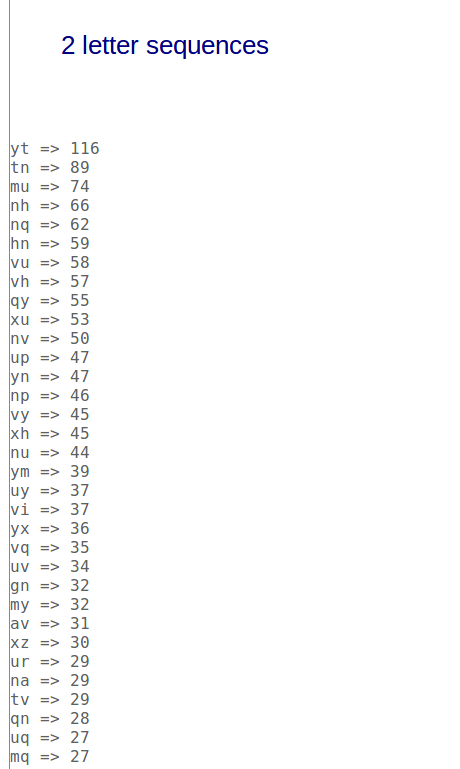 2 letter sequences
yt => 116
tn => 89
mu => 74
nh => 66
nq => 62
hn => 59
vu => 58
vh => 57
qy => 55
xu => 53
nv => 50
up => 47
yn => 47
np => 46
vy => 45
xh => 45
nu => 44
ym => 39
uy => 37
vi => 37
yx => 36
vq => 35
uv => 34
gn => 32
my => 32
av => 31
xz => 30
ur => 29
na => 29
tv => 29
qn => 28
uq => 27
mq => 27